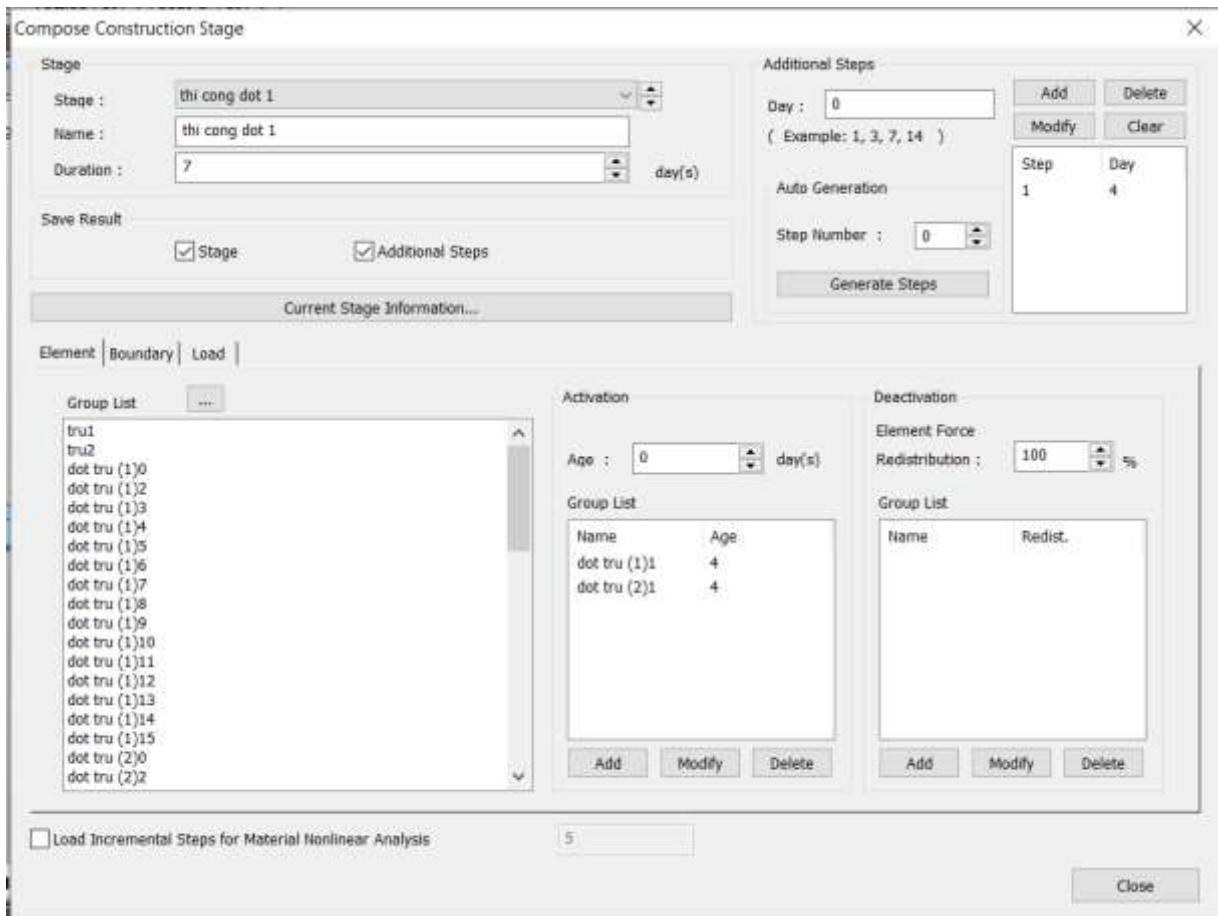 Compose Construction Stage
Stage
Stage : thi cong dot 1
Name : thi cong dot 1
Duration : 7 day(s)
Save Result
Stage Additional Steps
Current Stage Information...
Additional Steps
Day : 0
( Example: 1, 3, 7, 14 )
Auto Generation
Step Number : 0
Generate Steps
Add Delete
Modify Clear
Step Day
1 4
Element Boundary Load
Group List ...
tru1
tru2
dot tru (1)0
dot tru (1)2
dot tru (1)3
dot tru (1)4
dot tru (1)5
dot tru (1)6
dot tru (1)7
dot tru (1)8
dot tru (1)9
dot tru (1)10
dot tru (1)11
dot tru (1)12
dot tru (1)13
dot tru (1)14
dot tru (1)15
dot tru (2)0
dot tru (2)2
Activation
Age : 0 day(s)
Group List
Name Age
dot tru (1)1 4
dot tru (2)1 4
Add Modify Delete
Deactivation
Element Force
Redistribution : 100 %
Group List
Name Redist.
Add Modify Delete
Load Incremental Steps for Material Nonlinear Analysis 5
Close